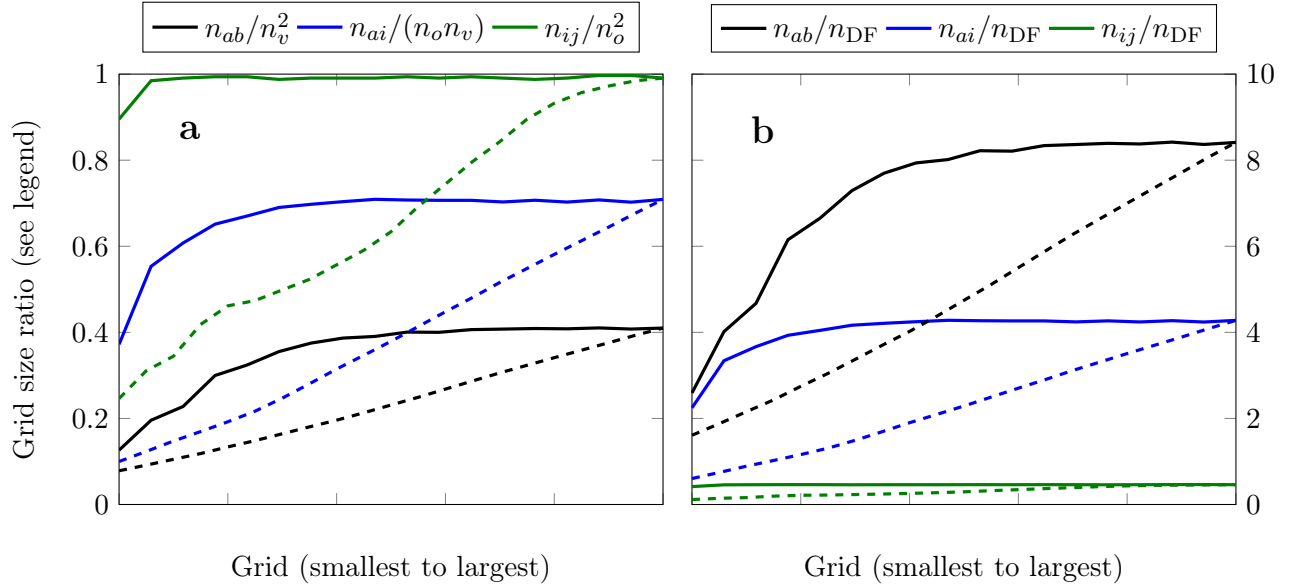 n_ab/n_v^2 n_ai/(n_o n_v) n_ij/n_o^2
n_ab/n_DF n_ai/n_DF n_ij/n_DF
a
b
Grid size ratio (see legend)
1
0.8
0.6
0.4
0.2
0
10
8
6
4
2
0
Grid (smallest to largest)
Grid (smallest to largest)